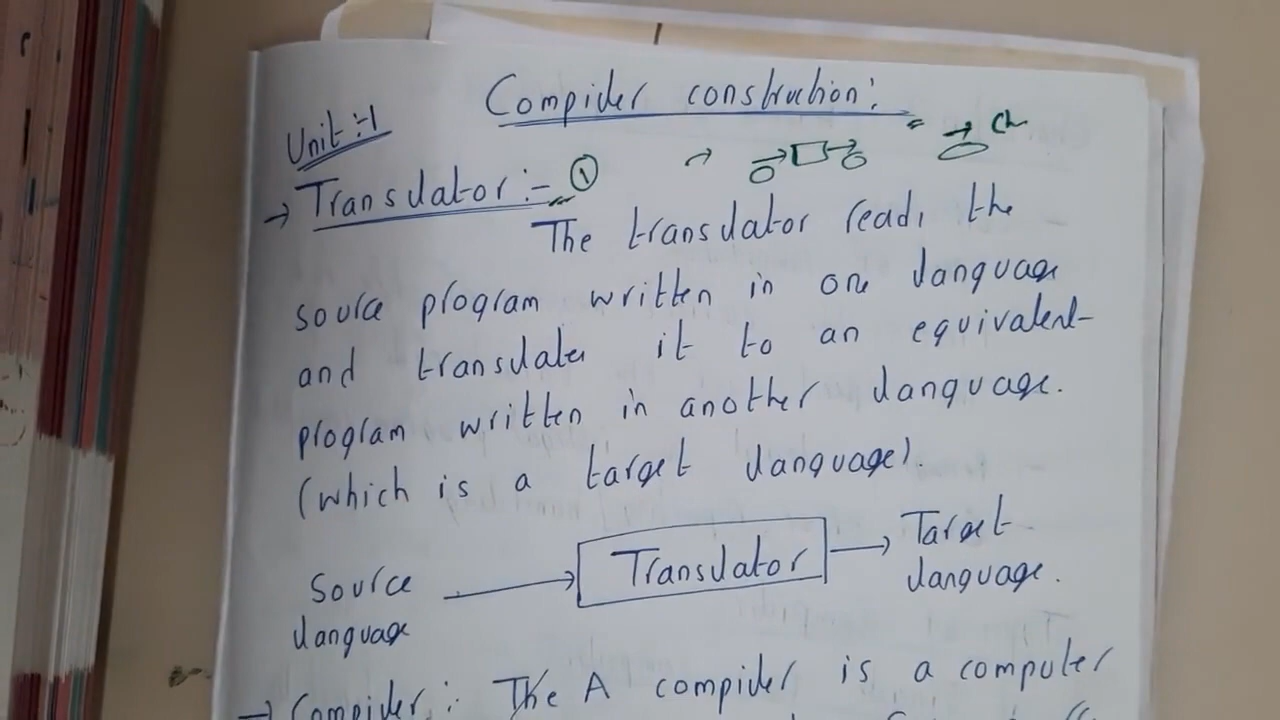 Compiler construction:
Unit:-1
→ Translator:- ①
The translator reads the
source program written in one language
and translates it to an equivalent
program written in another language.
(which is a target language).
Source language → Translator → Target language.
→ Compiler: The A compiler is a computer